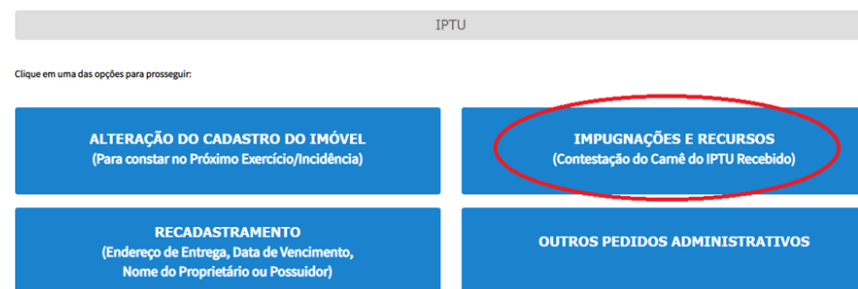 IPTU
Clique em uma das opções para prosseguir:
ALTERAÇÃO DO CADASTRO DO IMÓVEL
(Para constar no Próximo Exercício/Incidência)
IMPUGNAÇÕES E RECURSOS
(Contestação do Carnê do IPTU Recebido)
RECADASTRAMENTO
(Endereço de Entrega, Data de Vencimento,
Nome do Proprietário ou Possuidor)
OUTROS PEDIDOS ADMINISTRATIVOS